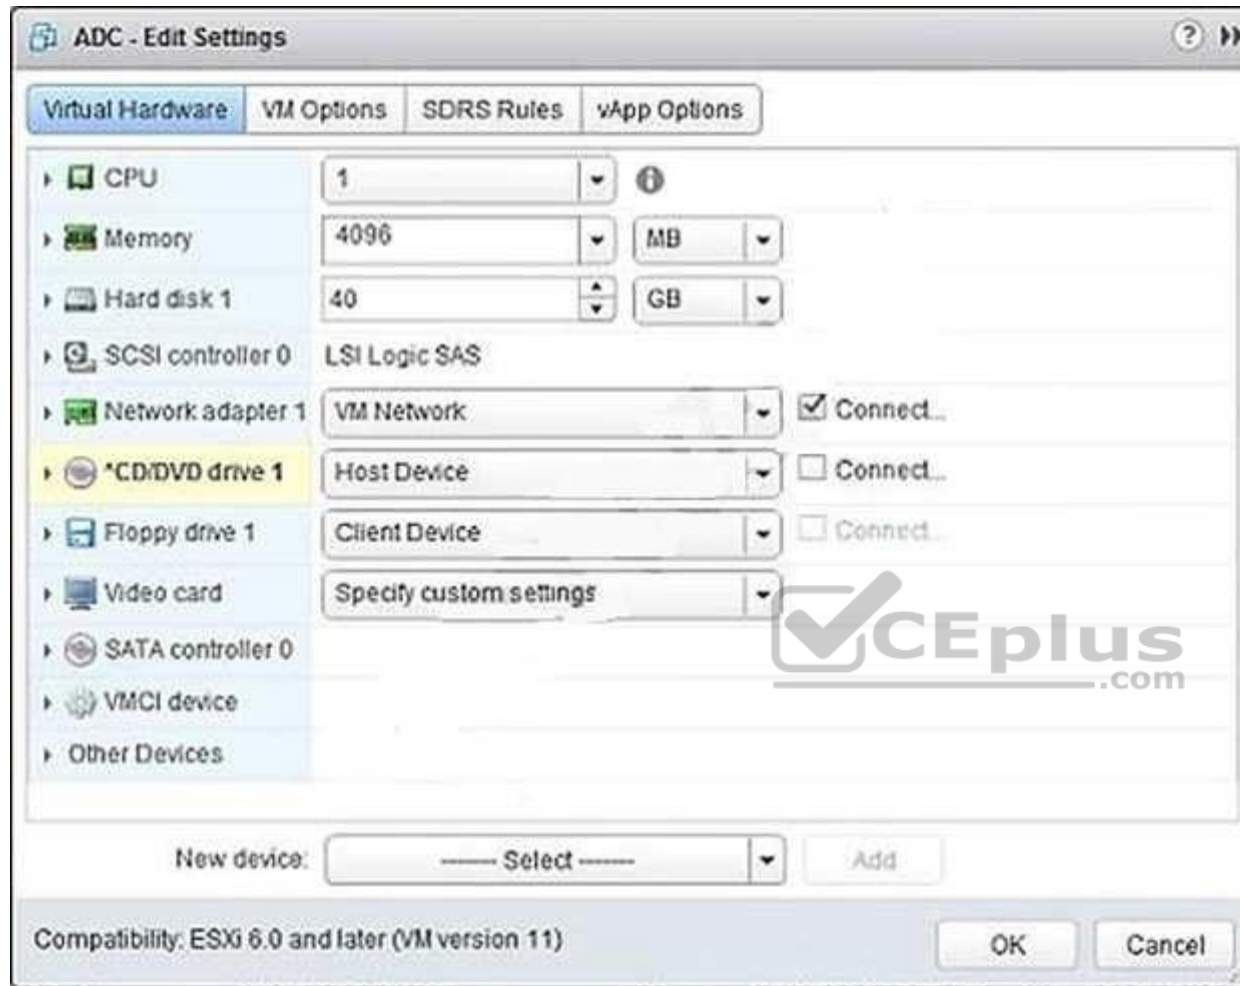 ADC - Edit Settings
Virtual Hardware VM Options SDRS Rules vApp Options
CPU 1
Memory 4096 MB
Hard disk 1 40 GB
SCSI controller 0 LSI Logic SAS
Network adapter 1 VM Network Connect...
*CD/DVD drive 1 Host Device Connect...
Floppy drive 1 Client Device Connect...
Video card Specify custom settings
SATA controller 0
VMCI device
Other Devices
VCEplus
.com
New device: ------- Select ------- Add
Compatibility: ESXi 6.0 and later (VM version 11) OK Cancel